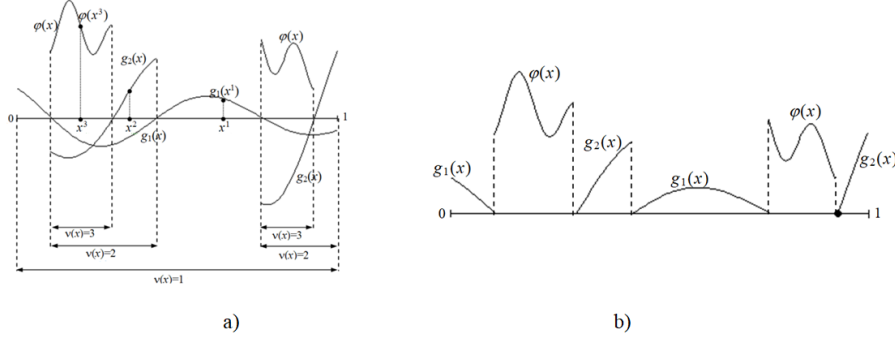 φ(x)
φ(x³)
g₂(x)
φ(x)
g₁(x¹)
0
x³
x²
g₁(x)
x¹
1
g₂(x)
v(x)=3
v(x)=3
v(x)=2
v(x)=2
v(x)=1
a)
φ(x)
φ(x)
g₁(x)
g₂(x)
g₁(x)
g₂(x)
0
1
b)